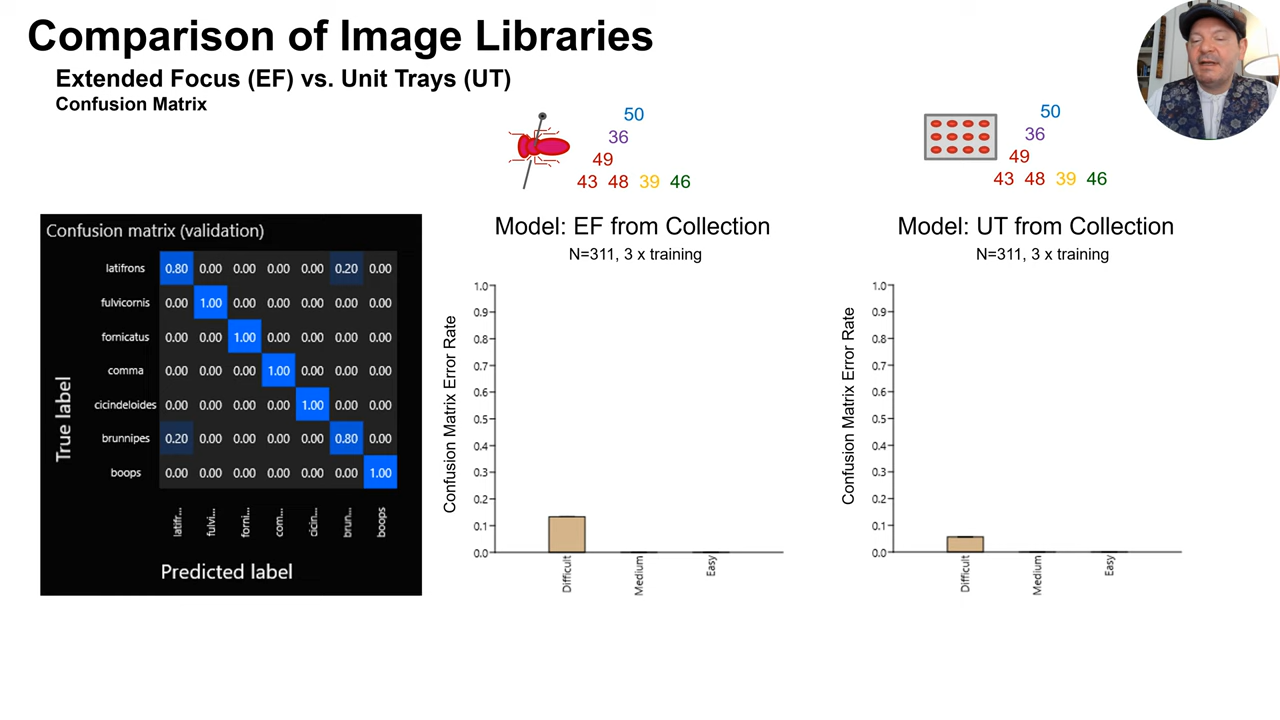 Comparison of Image Libraries
Extended Focus (EF) vs. Unit Trays (UT)
Confusion Matrix
50
36
49
43 48 39 46
50
36
49
43 48 39 46
Confusion matrix (validation)
latifrons 0.80 0.00 0.00 0.00 0.00 0.20 0.00
fulvicornis 0.00 1.00 0.00 0.00 0.00 0.00 0.00
fornicatus 0.00 0.00 1.00 0.00 0.00 0.00 0.00
comma 0.00 0.00 0.00 1.00 0.00 0.00 0.00
cicindeloides 0.00 0.00 0.00 0.00 1.00 0.00 0.00
brunnipes 0.20 0.00 0.00 0.00 0.00 0.80 0.00
boops 0.00 0.00 0.00 0.00 0.00 0.00 1.00
True label
latifr... fulvi... forni... com... cicin... brun... boops
Predicted label
Model: EF from Collection
N=311, 3 x training
Confusion Matrix Error Rate
1.0
0.9
0.8
0.7
0.6
0.5
0.4
0.3
0.2
0.1
0.0
Difficult Medium Easy
Model: UT from Collection
N=311, 3 x training
Confusion Matrix Error Rate
1.0
0.9
0.8
0.7
0.6
0.5
0.4
0.3
0.2
0.1
0.0
Difficult Medium Easy